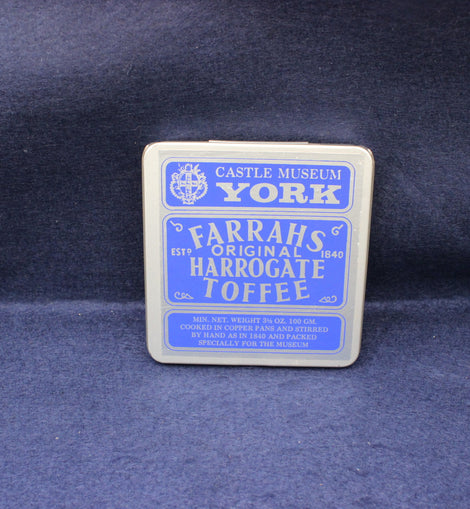 CASTLE MUSEUM
YORK
FARRAHS
ESTD ORIGINAL 1840
HARROGATE
TOFFEE
MIN. NET. WEIGHT 3½ OZ. 100 GM.
COOKED IN COPPER PANS AND STIRRED
BY HAND AS IN 1840 AND PACKED
SPECIALLY FOR THE MUSEUM